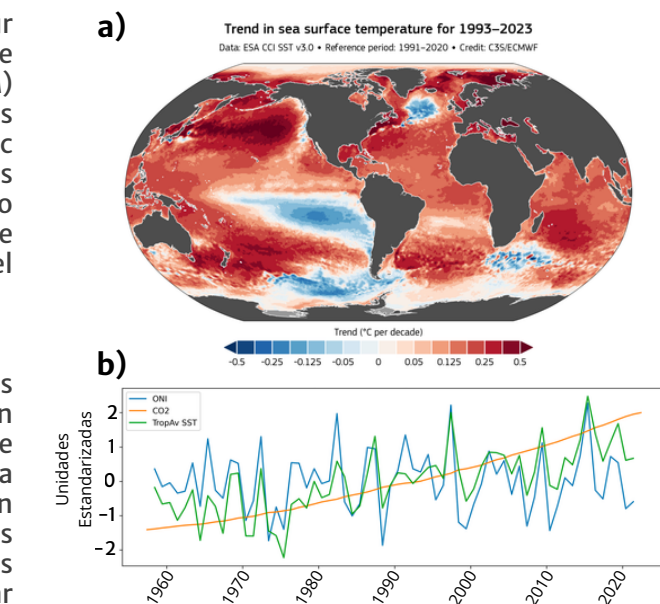 a)
Trend in sea surface temperature for 1993–2023
Data: ESA CCI SST v3.0 • Reference period: 1991–2020 • Credit: C3S/ECMWF
ur
e
)
s
c
s
o
e
el
Trend (°C per decade)
-0.5 -0.25 -0.125 -0.05 0 0.05 0.125 0.25 0.5
b)
s
n
e
a
n
s
s
ar
Unidades
Estandarizadas
ONI
CO2
TropAv SST
2
1
0
−1
−2
1960 1970 1980 1990 2000 2010 2020